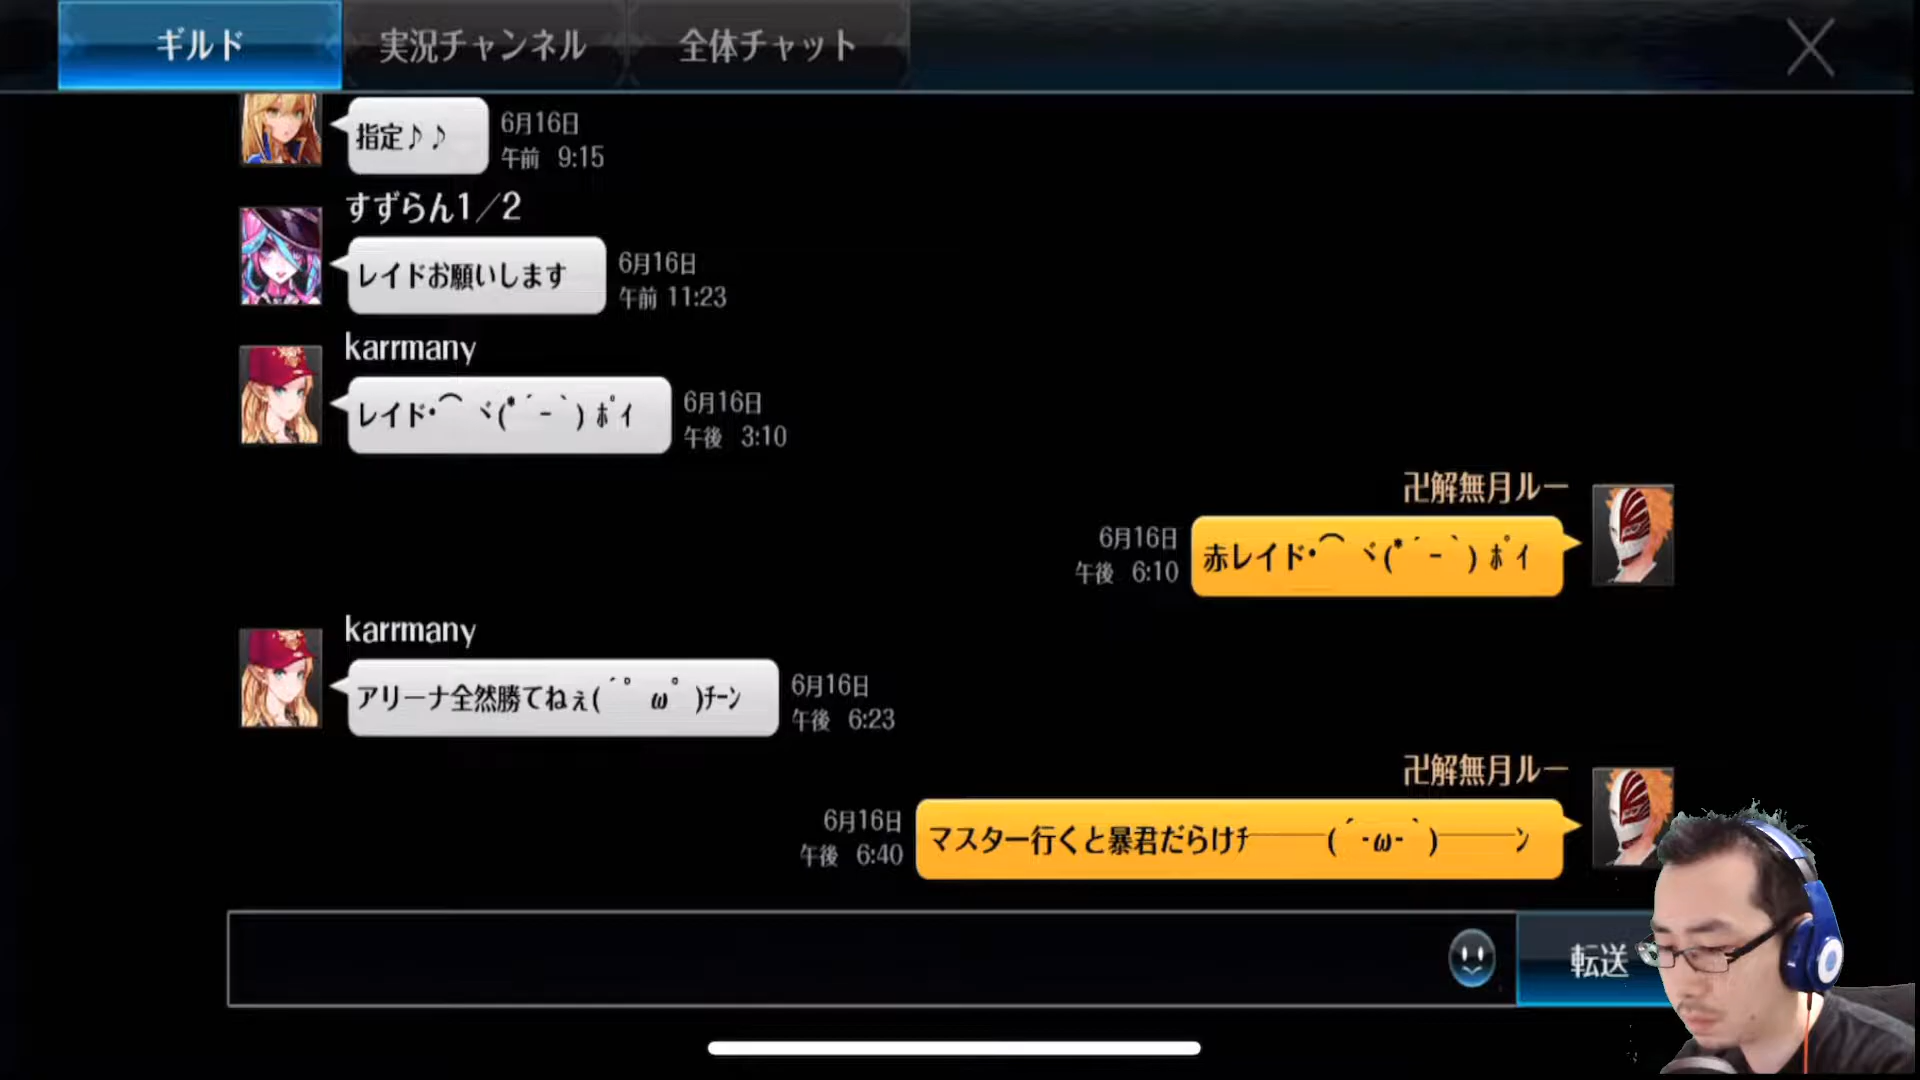 ギルド
実況チャンネル
全体チャット
指定♪♪
6月16日
午前 9:15
すずらん1／2
レイドお願いします
6月16日
午前 11:23
karrmany
レイド･⌒ヾ(*´ｰ`)ﾎﾟｲ
6月16日
午後 3:10
卍解無月ルー
赤レイド･⌒ヾ(*´ｰ`)ﾎﾟｲ
6月16日
午後 6:10
karrmany
アリーナ全然勝てねぇ(´ﾟωﾟ)ﾁｰﾝ
6月16日
午後 6:23
卍解無月ルー
マスター行くと暴君だらけﾁ───(´-ω-`)───ﾝ
6月16日
午後 6:40
転送